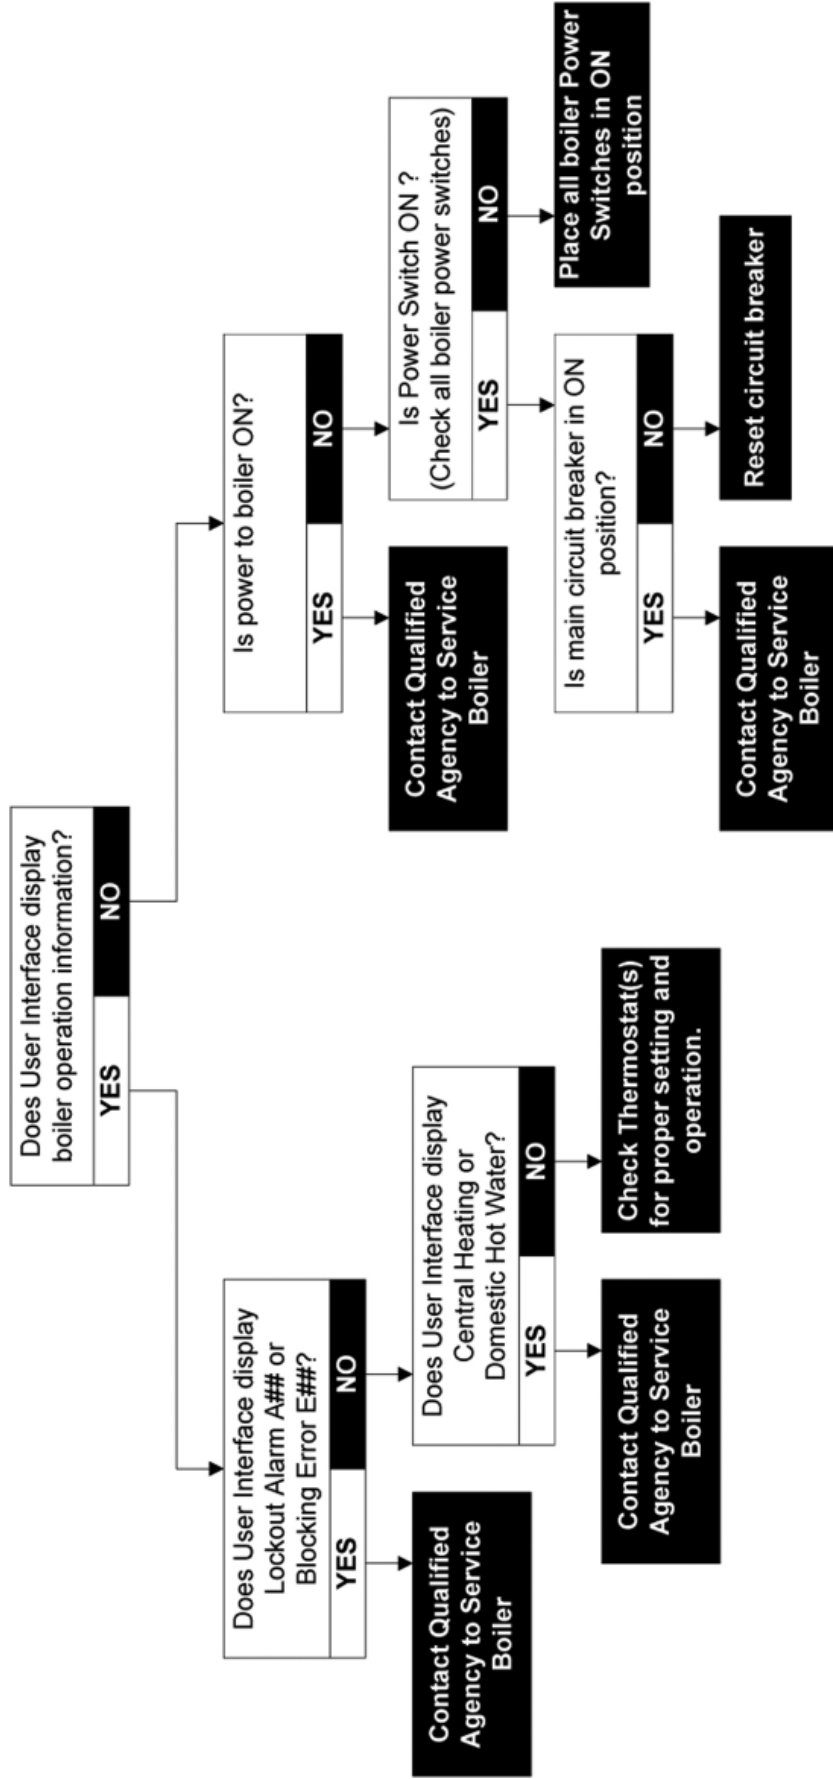 Does User Interface display
boiler operation information?
YES
NO
Does User Interface display
Lockout Alarm A## or
Blocking Error E##?
YES
NO
Contact Qualified
Agency to Service
Boiler
Does User Interface display
Central Heating or
Domestic Hot Water?
YES
NO
Contact Qualified
Agency to Service
Boiler
Check Thermostat(s)
for proper setting and
operation.
Is power to boiler ON?
YES
NO
Contact Qualified
Agency to Service
Boiler
Is Power Switch ON ?
(Check all boiler power switches)
YES
NO
Is main circuit breaker in ON
position?
YES
NO
Place all boiler Power
Switches in ON
position
Contact Qualified
Agency to Service
Boiler
Reset circuit breaker